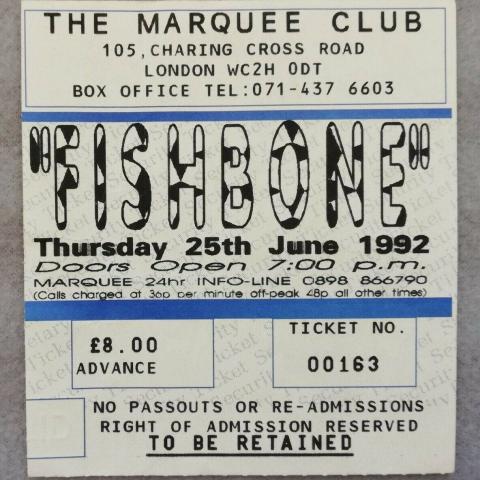 THE MARQUEE CLUB
105, CHARING CROSS ROAD
LONDON WC2H 0DT
BOX OFFICE TEL:071-437 6603
"FISHBONE"
Thursday 25th June 1992
Doors Open 7:00 p.m.
MARQUEE 24hr INFO-LINE 0898 866790
(Calls charged at 36p per minute off-peak 48p all other times)
£8.00
ADVANCE
TICKET NO.
00163
NO PASSOUTS OR RE-ADMISSIONS
RIGHT OF ADMISSION RESERVED
TO BE RETAINED